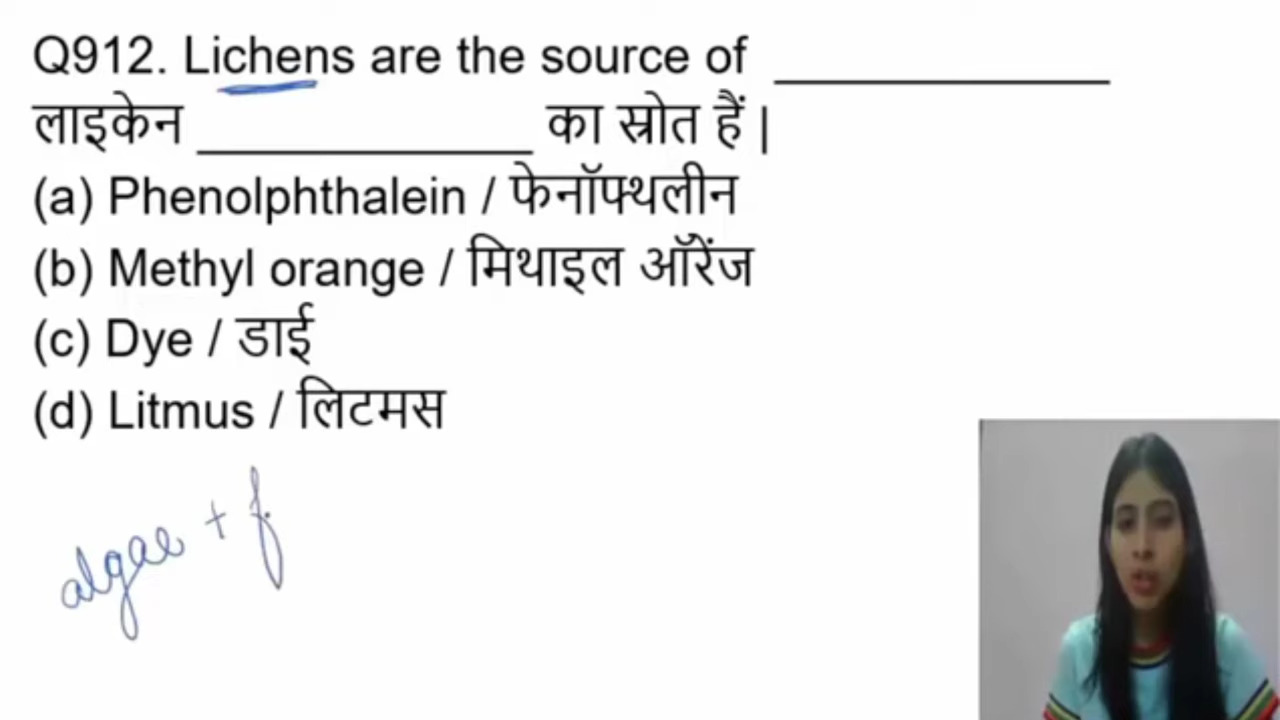 Q912. Lichens are the source of ____________
लाइकेन ____________ का स्रोत हैं |
(a) Phenolphthalein / फेनॉफ्थलीन
(b) Methyl orange / मिथाइल ऑरेंज
(c) Dye / डाई
(d) Litmus / लिटमस
algae + f